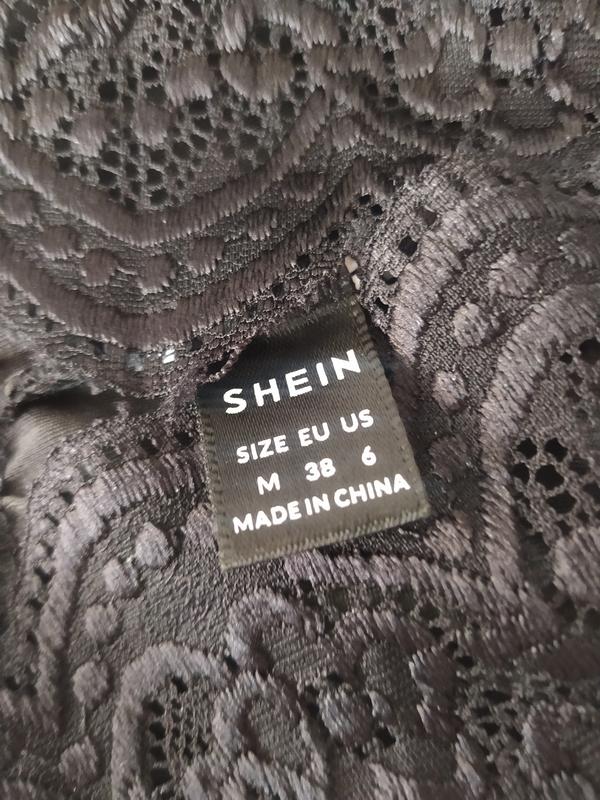 SHEIN
SIZE EU US
M 38 6
MADE IN CHINA